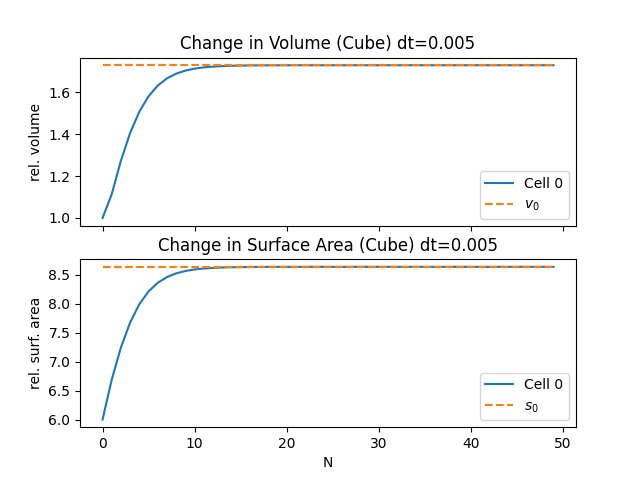 Change in Volume (Cube) dt=0.005
rel. volume
1.6
1.4
1.2
1.0
Cell 0
v₀
Change in Surface Area (Cube) dt=0.005
rel. surf. area
8.5
8.0
7.5
7.0
6.5
6.0
Cell 0
s₀
0 10 20 30 40 50
N